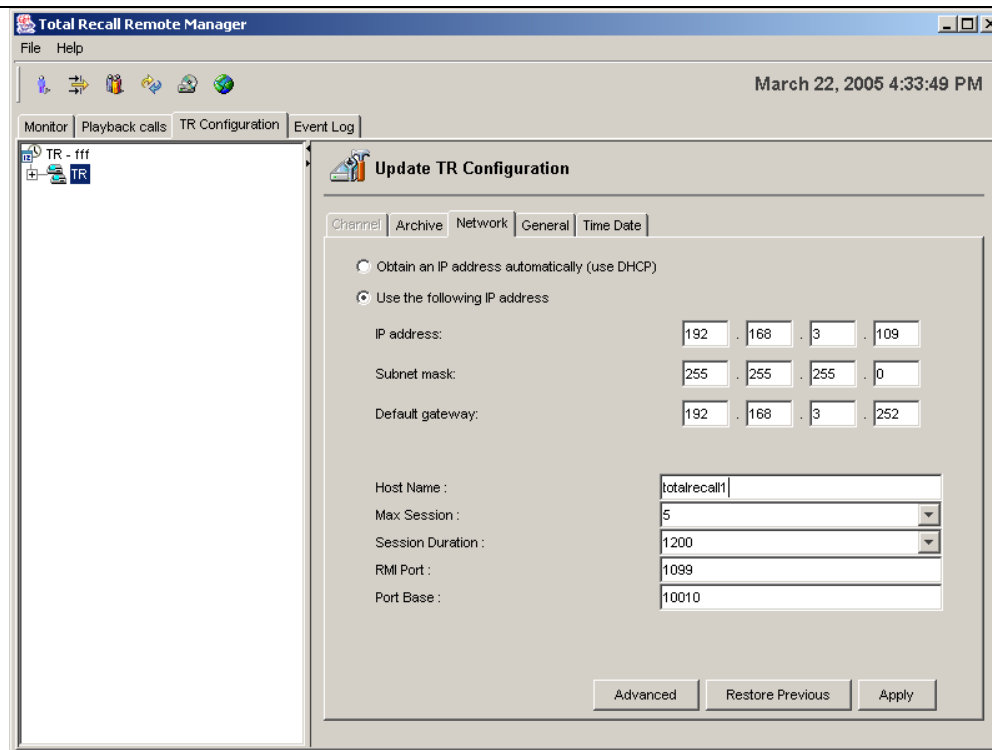 Total Recall Remote Manager
File Help
March 22, 2005 4:33:49 PM
Monitor Playback calls TR Configuration Event Log
TR - fff
TR
Update TR Configuration
Channel Archive Network General Time Date
Obtain an IP address automatically (use DHCP)
Use the following IP address
IP address: 192 . 168 . 3 . 109
Subnet mask: 255 . 255 . 255 . 0
Default gateway: 192 . 168 . 3 . 252
Host Name : totalrecall1
Max Session : 5
Session Duration : 1200
RMI Port : 1099
Port Base : 10010
Advanced Restore Previous Apply